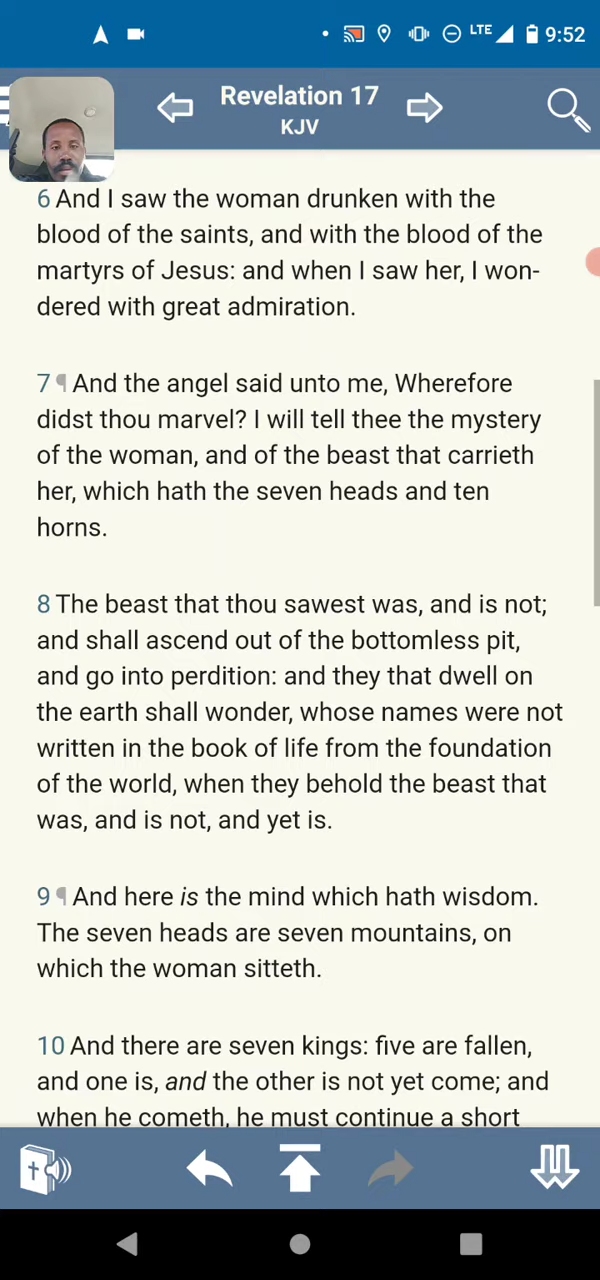 LTE 9:52
Revelation 17
KJV
6 And I saw the woman drunken with the
blood of the saints, and with the blood of the
martyrs of Jesus: and when I saw her, I won-
dered with great admiration.
7 ¶ And the angel said unto me, Wherefore
didst thou marvel? I will tell thee the mystery
of the woman, and of the beast that carrieth
her, which hath the seven heads and ten
horns.
8 The beast that thou sawest was, and is not;
and shall ascend out of the bottomless pit,
and go into perdition: and they that dwell on
the earth shall wonder, whose names were not
written in the book of life from the foundation
of the world, when they behold the beast that
was, and is not, and yet is.
9 ¶ And here is the mind which hath wisdom.
The seven heads are seven mountains, on
which the woman sitteth.
10 And there are seven kings: five are fallen,
and one is, and the other is not yet come; and
when he cometh, he must continue a short